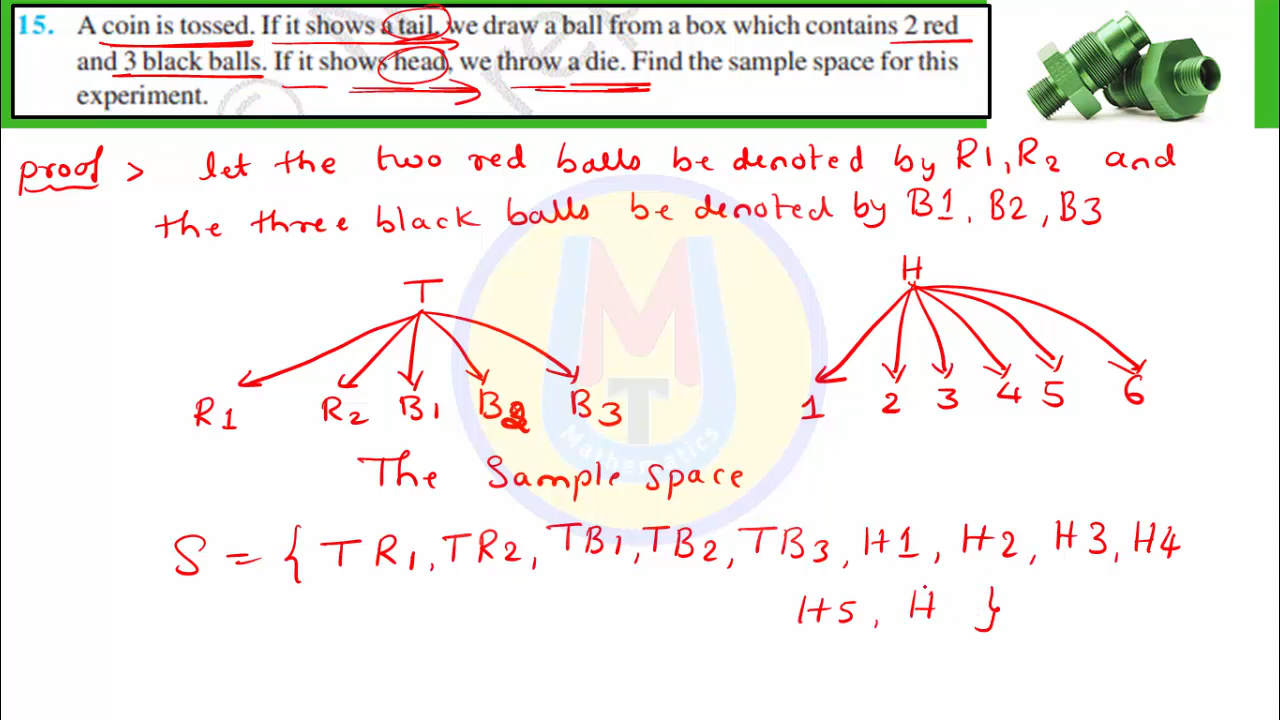 15. A coin is tossed. If it shows a tail, we draw a ball from a box which contains 2 red
and 3 black balls. If it shows head, we throw a die. Find the sample space for this
experiment.
proof > let the two red balls be denoted by R1, R2 and
the three black balls be denoted by B1, B2, B3
T H
R1 R2 B1 B2 B3 1 2 3 4 5 6
The Sample Space
S = { TR1, TR2, TB1, TB2, TB3, H1, H2, H3, H4
H5, H }
M
T
Mathematics